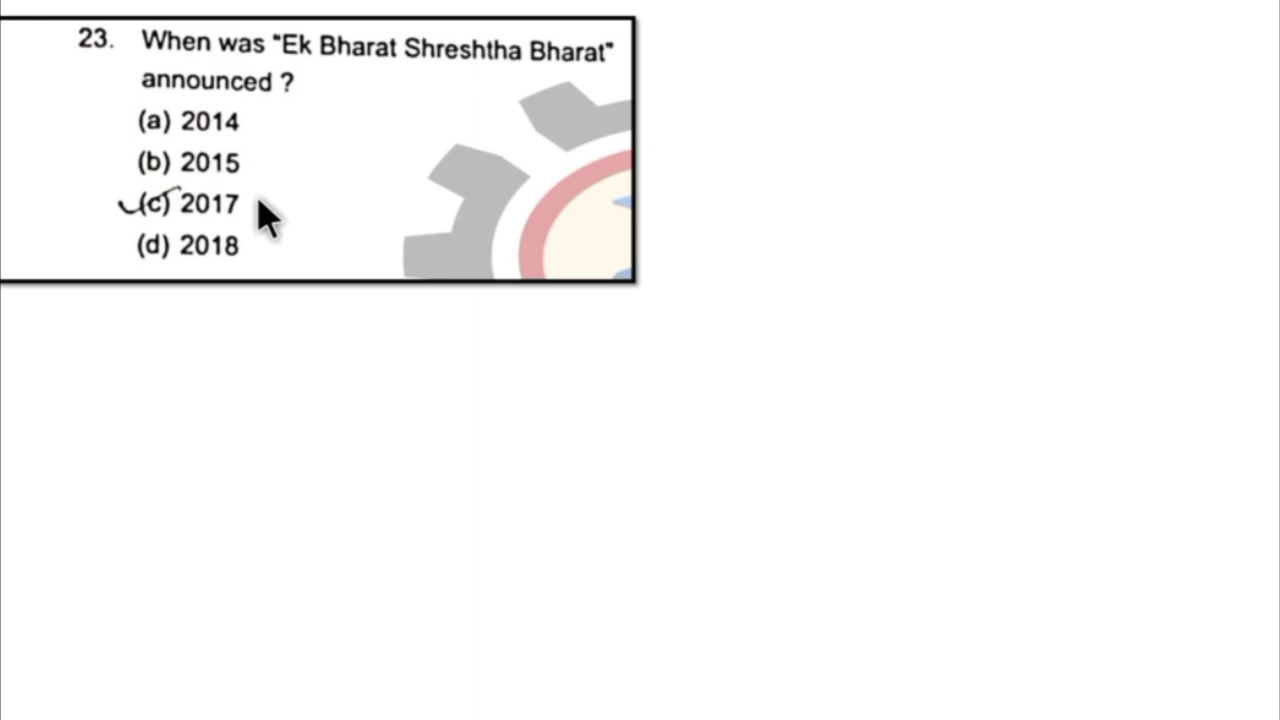 23. When was "Ek Bharat Shreshtha Bharat"
announced ?
(a) 2014
(b) 2015
(c) 2017
(d) 2018